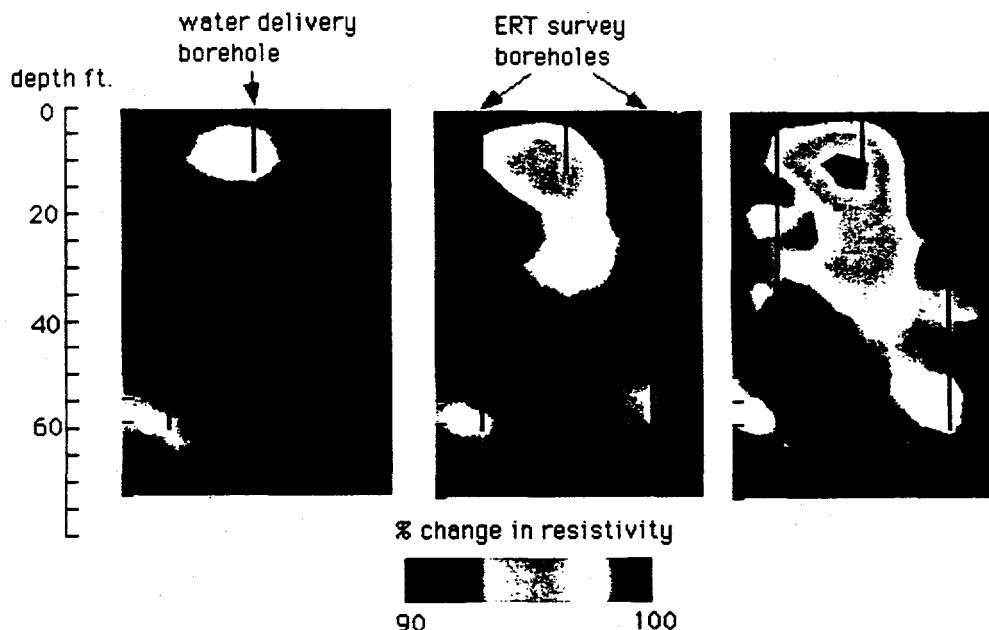 water delivery
borehole
ERT survey
boreholes
depth ft.
0
20
40
60
% change in resistivity
90
100